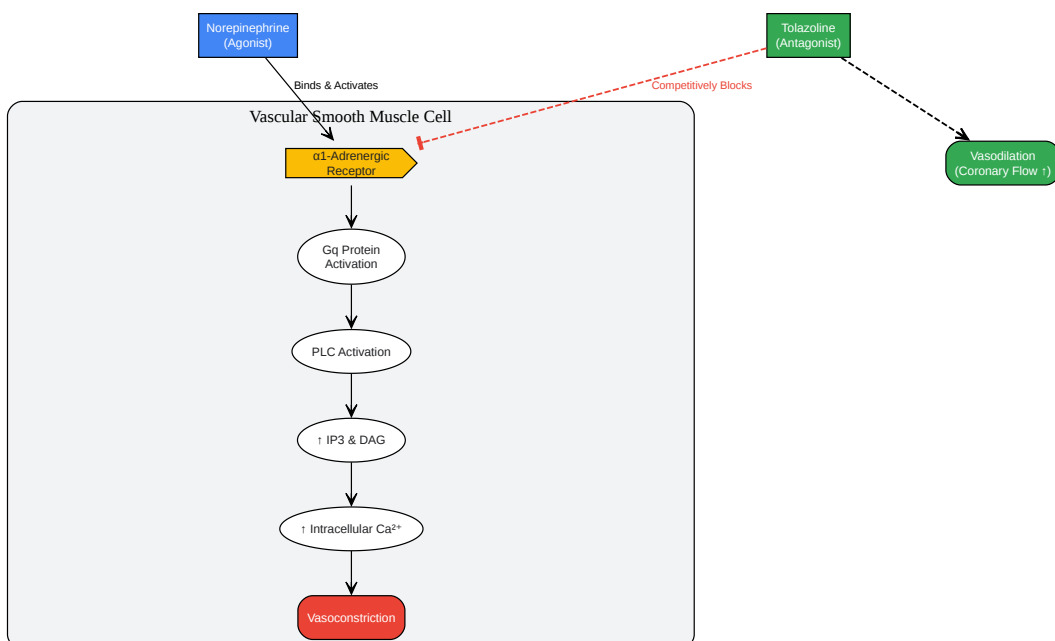 Norepinephrine
(Agonist)
Tolazoline
(Antagonist)
Binds & Activates
Competitively Blocks
Vascular Smooth Muscle Cell
α1-Adrenergic
Receptor
Vasodilation
(Coronary Flow ↑)
Gq Protein
Activation
PLC Activation
↑ IP3 & DAG
↑ Intracellular Ca²⁺
Vasoconstriction